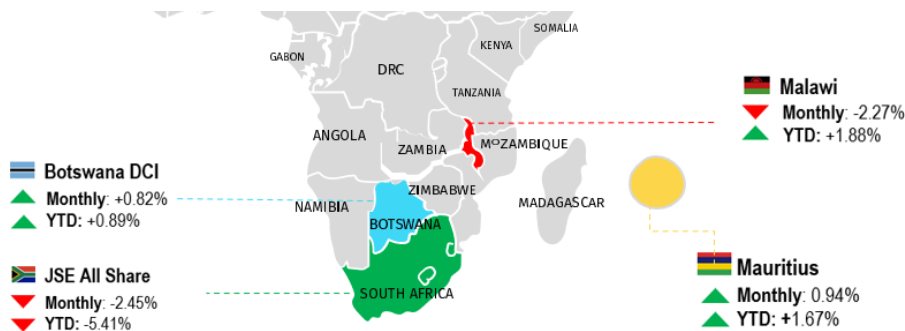 SOMALIA
KENYA
GABON
DRC
TANZANIA
ANGOLA
ZAMBIA
MOZAMBIQUE
ZIMBABWE
NAMIBIA
MADAGASCAR
BOTSWANA
SOUTH AFRICA
Malawi
Monthly: -2.27%
YTD: +1.88%
Botswana DCI
Monthly: +0.82%
YTD: +0.89%
JSE All Share
Monthly: -2.45%
YTD: -5.41%
Mauritius
Monthly: 0.94%
YTD: +1.67%